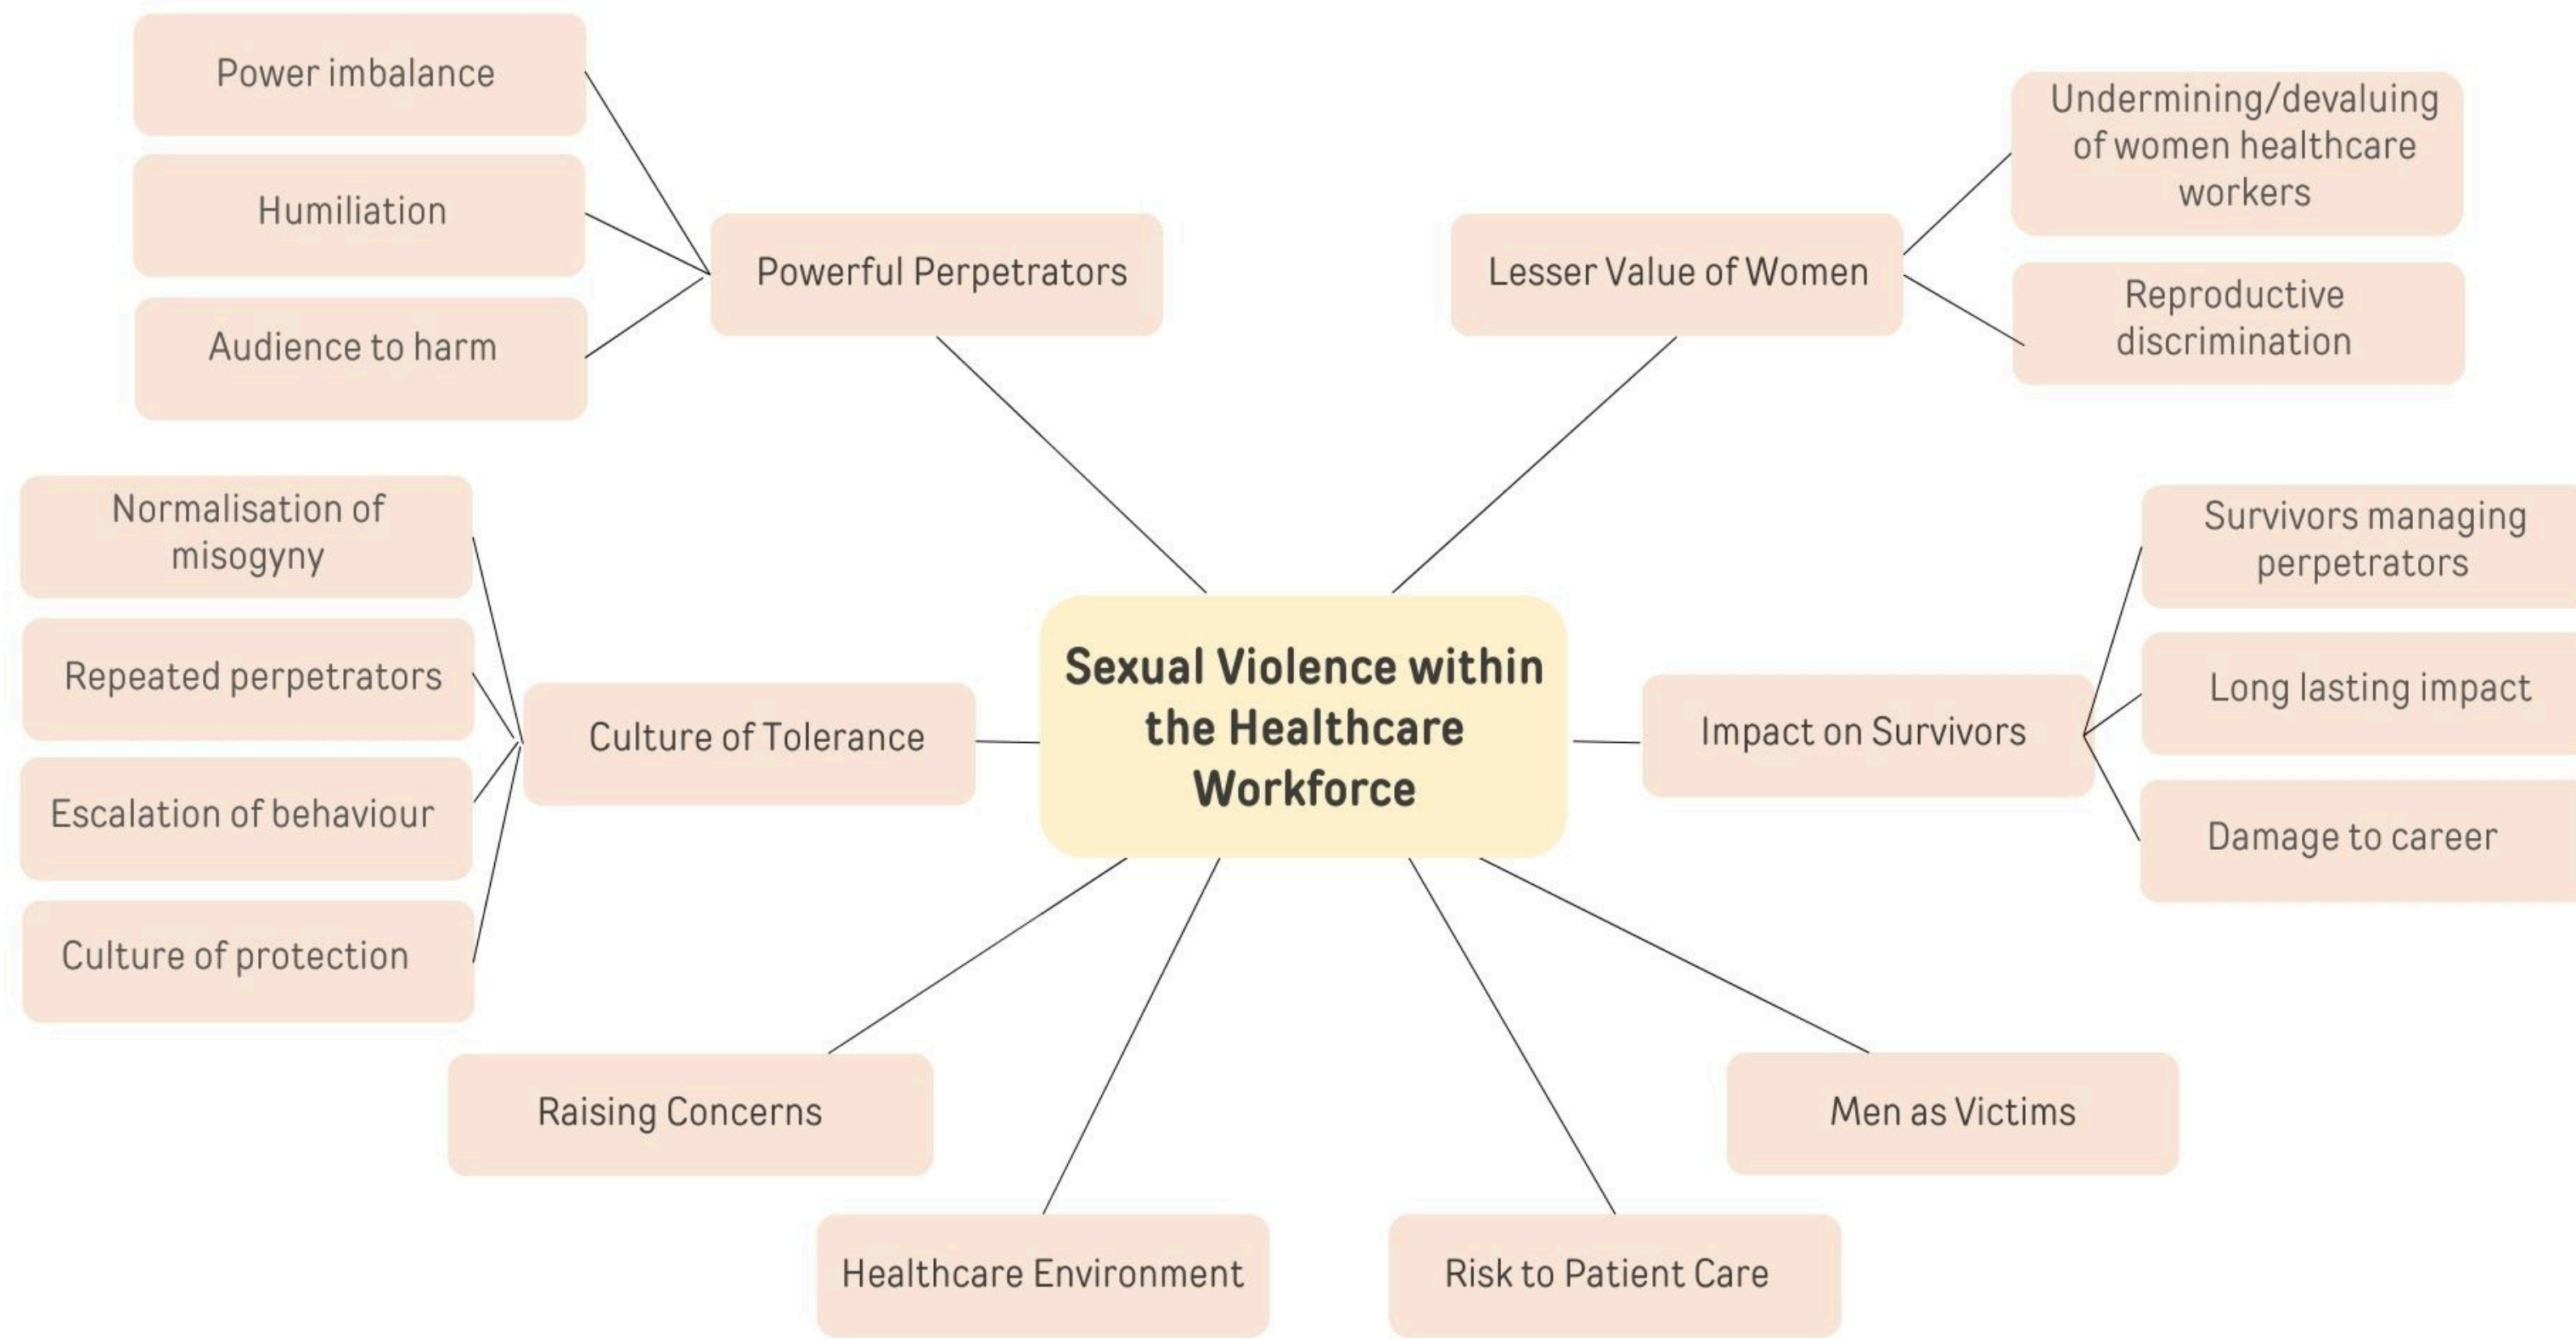 Power imbalance
Humiliation
Audience to harm
Powerful Perpetrators
Lesser Value of Women
Undermining/devaluing
of women healthcare
workers
Reproductive
discrimination
Normalisation of
misogyny
Repeated perpetrators
Escalation of behaviour
Culture of protection
Culture of Tolerance
Sexual Violence within
the Healthcare
Workforce
Impact on Survivors
Survivors managing
perpetrators
Long lasting impact
Damage to career
Raising Concerns
Healthcare Environment
Risk to Patient Care
Men as Victims